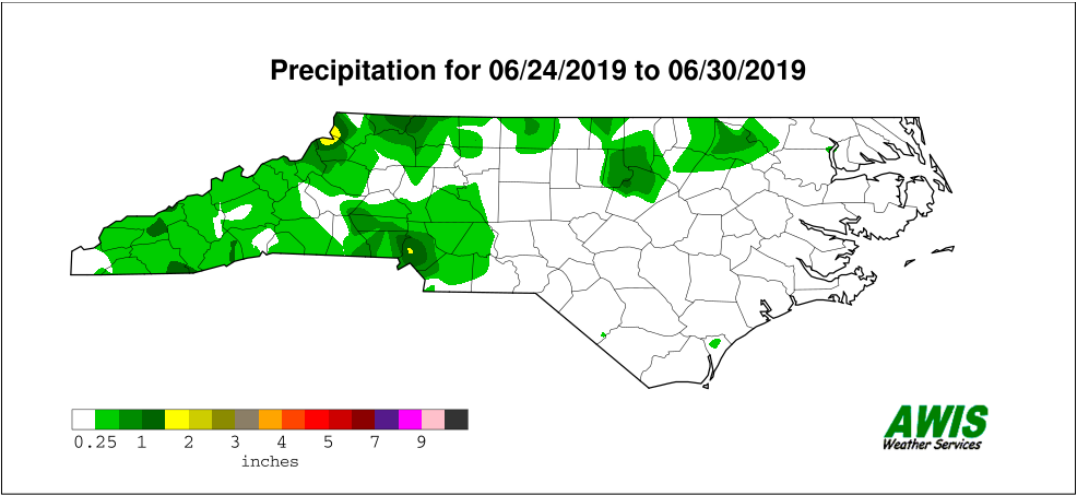 Precipitation for 06/24/2019 to 06/30/2019
0.25 1 2 3 4 5 7 9
inches
AWIS
Weather Services